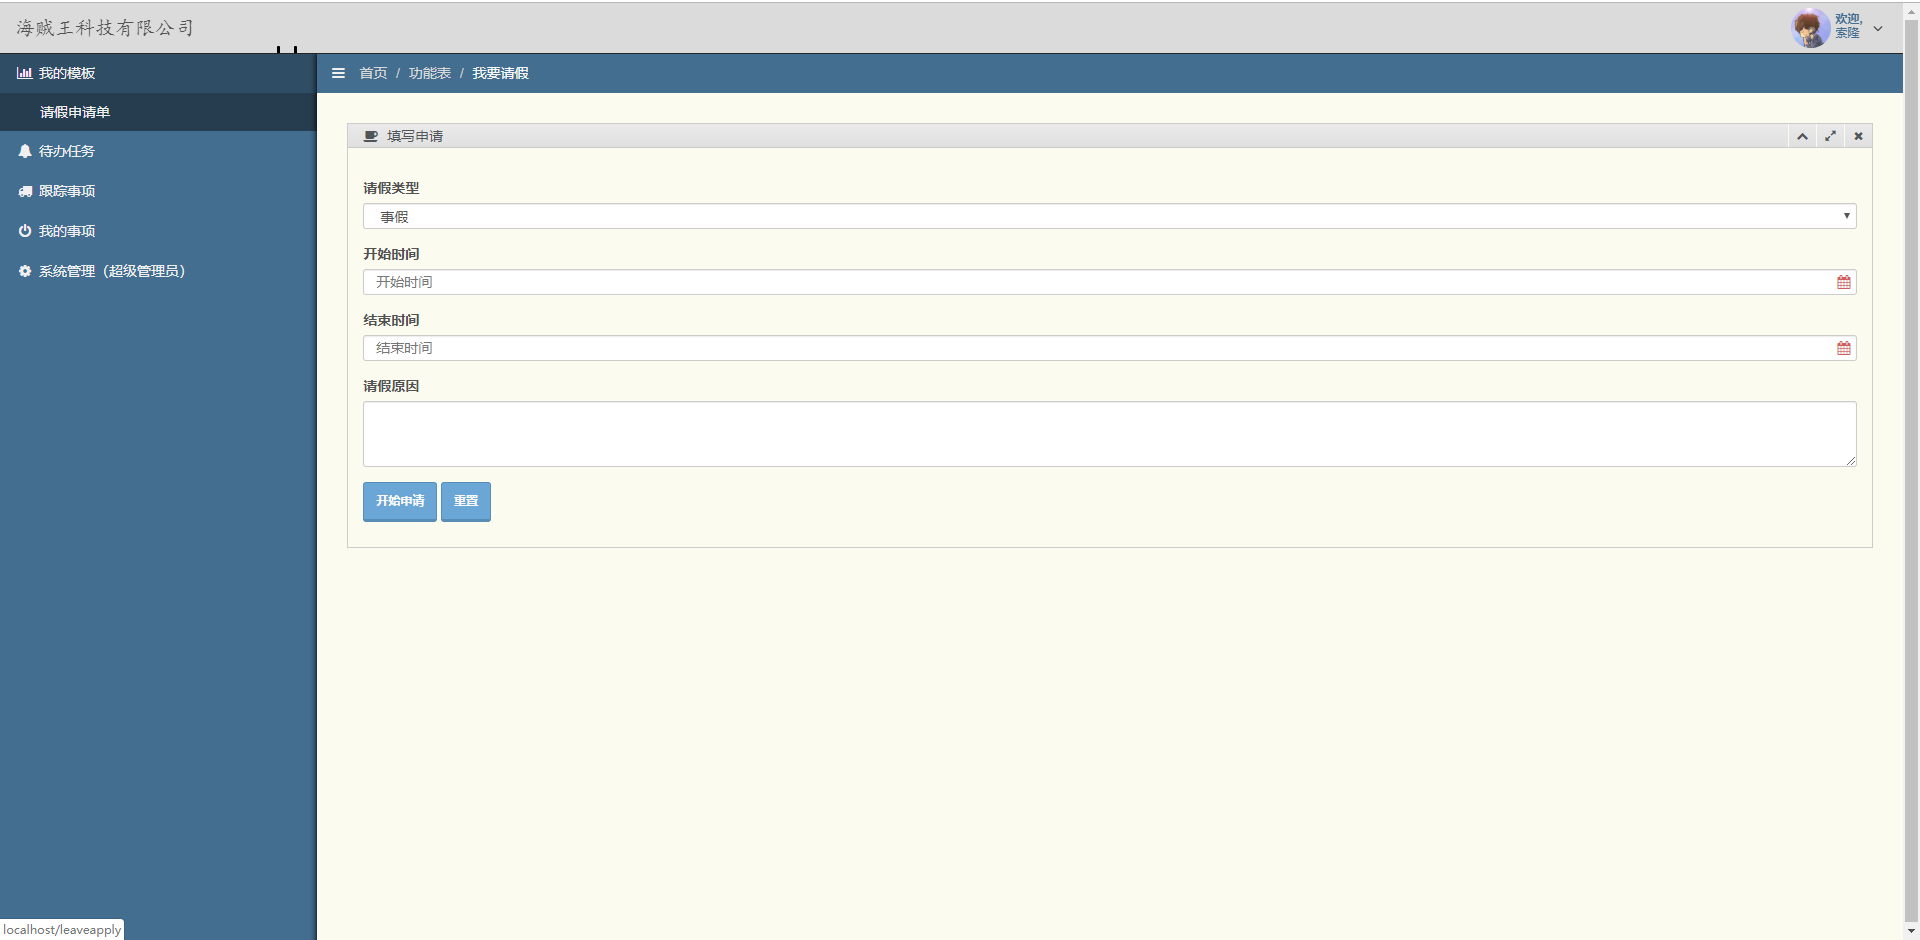 海贼王科技有限公司
欢迎,
索隆
我的模板
请假申请单
待办任务
跟踪事项
我的事项
系统管理（超级管理员）
首页 / 功能表 / 我要请假
填写申请
请假类型
事假
开始时间
开始时间
结束时间
结束时间
请假原因
开始申请
重置
localhost/leaveapply